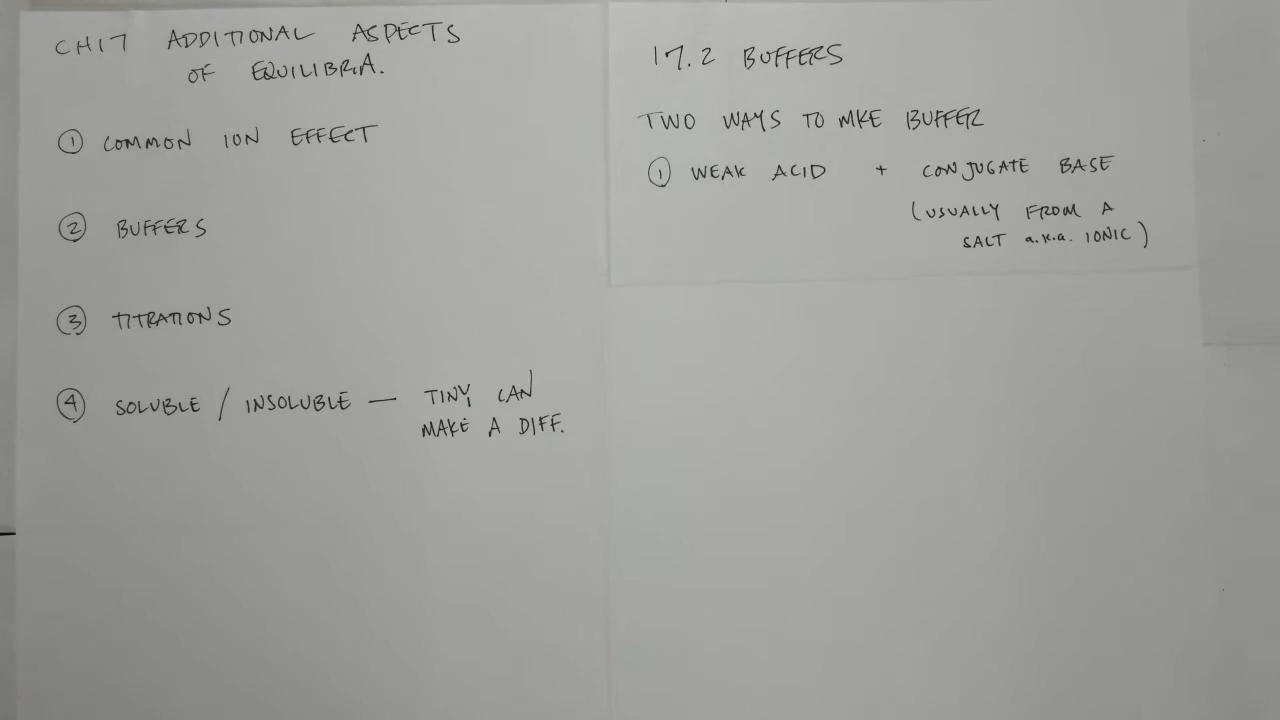 CH17 ADDITIONAL ASPECTS
OF EQUILIBRIA.
① COMMON ION EFFECT
② BUFFERS
③ TITRATIONS
④ SOLUBLE / INSOLUBLE — TINY CAN
MAKE A DIFF.
17.2 BUFFERS
TWO WAYS TO MKE BUFFER
① WEAK ACID + CONJUGATE BASE
(USUALLY FROM A
SALT a.k.a. IONIC)